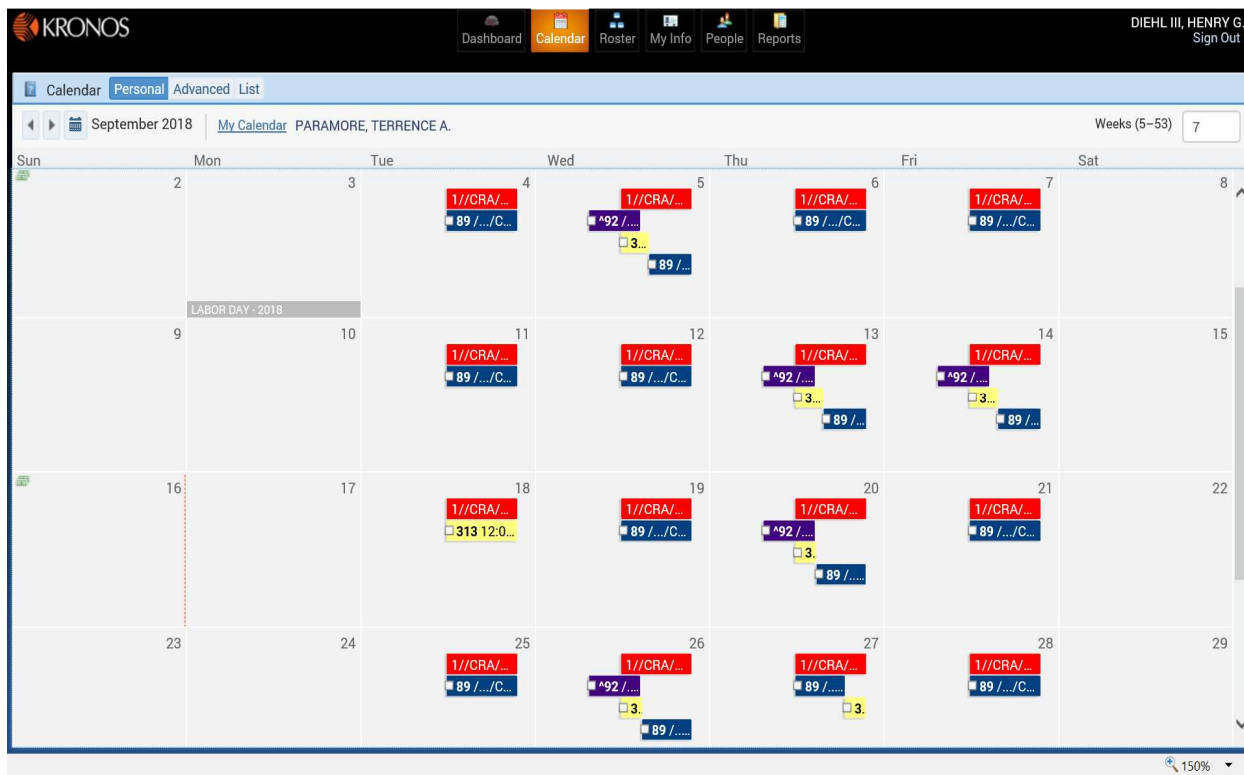 KRONOS
Dashboard Calendar Roster My Info People Reports
DIEHL III, HENRY G.
Sign Out
Calendar Personal Advanced List
September 2018 My Calendar PARAMORE, TERRENCE A. Weeks (5–53) 7
Sun Mon Tue Wed Thu Fri Sat
2 3 4 5 6 7 8
1//CRA/... 1//CRA/... 1//CRA/... 1//CRA/...
89 /.../C... ^92 /.... 89 /.../C... 89 /.../C...
3...
89 /...
LABOR DAY - 2018
9 10 11 12 13 14 15
1//CRA/... 1//CRA/... 1//CRA/... 1//CRA/...
89 /.../C... 89 /.../C... ^92 /.... ^92 /....
3... 3...
89 /... 89 /...
16 17 18 19 20 21 22
1//CRA/... 1//CRA/... 1//CRA/... 1//CRA/...
313 12:0... 89 /.../C... ^92 /.... 89 /.../C...
3.
89 /.....
23 24 25 26 27 28 29
1//CRA/... 1//CRA/... 1//CRA/... 1//CRA/...
89 /.../C... ^92 /.... 89 /..... 89 /.../C...
3. 3.
89 /.....
150%